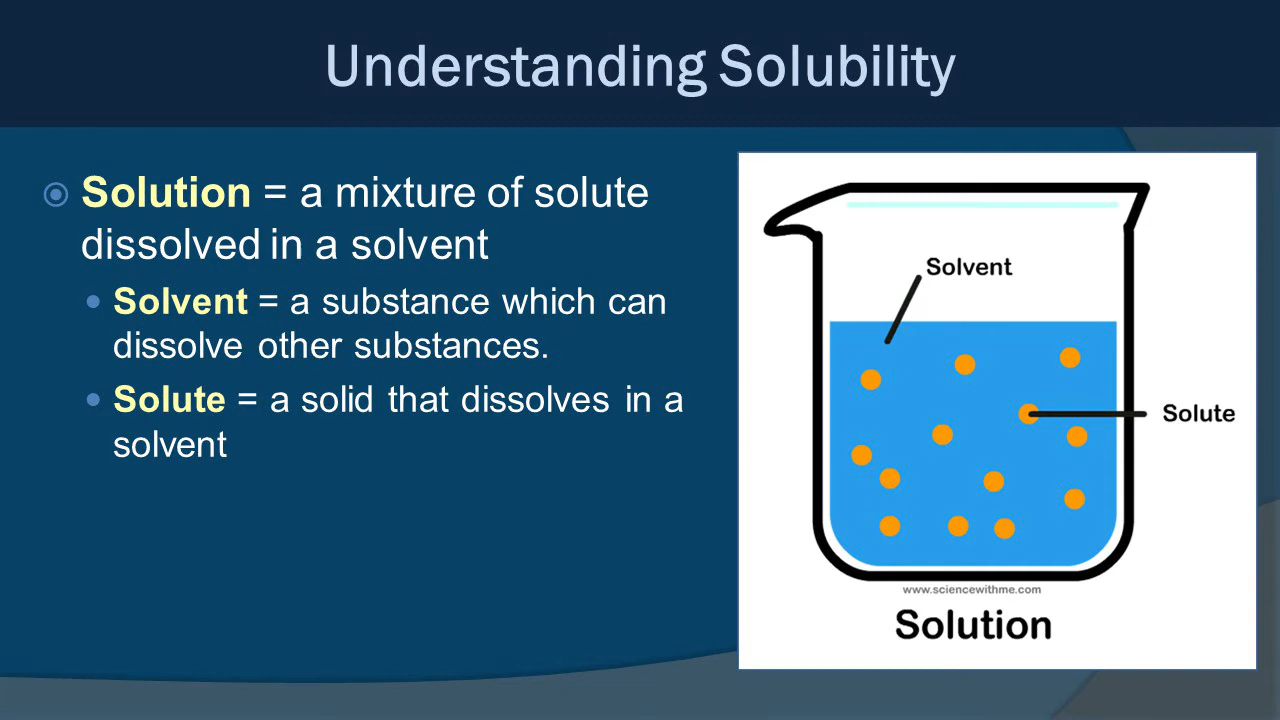 Understanding Solubility
Solution = a mixture of solute
dissolved in a solvent
Solvent = a substance which can
dissolve other substances.
Solute = a solid that dissolves in a
solvent
Solvent
Solute
www.sciencewithme.com
Solution